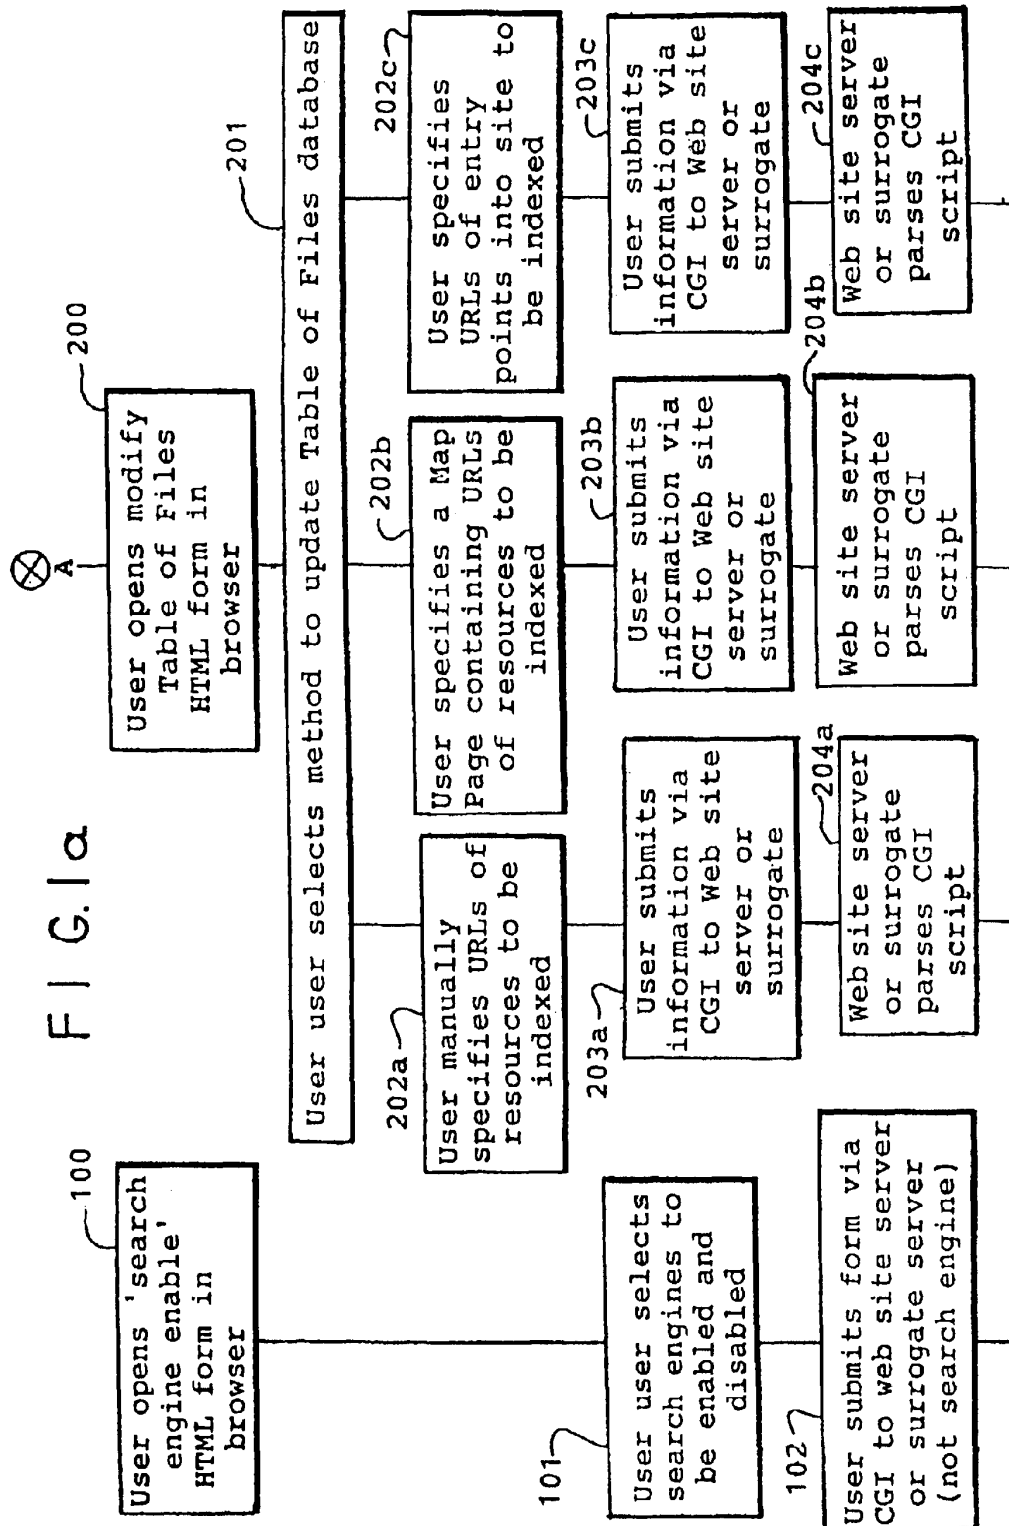 FIG.1a
A
200
User opens modify
Table of Files
HTML form in
browser
201
User user selects method to update Table of Files database
100
User opens 'search
engine enable'
HTML form in
browser
202a
User manually
specifies URLs of
resources to be
indexed
202b
User specifies a Map
Page containing URLs
of resources to be
indexed
202c
User specifies
URLs of entry
points into site to
be indexed
101
User user selects
search engines to
be enabled and
disabled
203a
User submits
information via
CGI to Web site
server or
surrogate
203b
User submits
information via
CGI to Web site
server or
surrogate
203c
User submits
information via
CGI to Web site
server or
surrogate
102
User submits form via
CGI to web site server
or surrogate server
(not search engine)
204a
Web site server
or surrogate
parses CGI
script
204b
Web site server
or surrogate
parses CGI
script
204c
Web site server
or surrogate
parses CGI
script